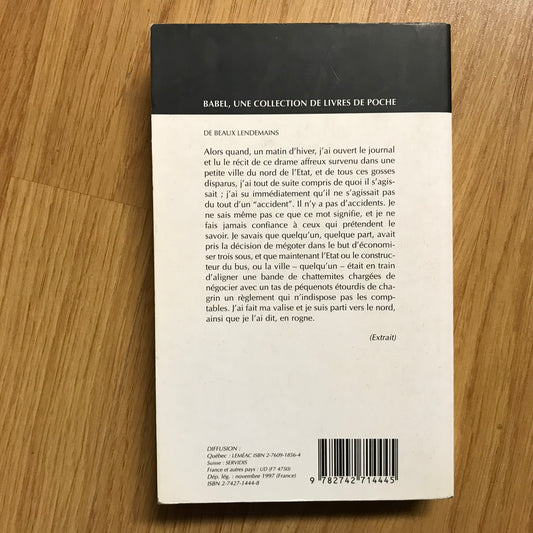 BABEL, UNE COLLECTION DE LIVRES DE POCHE
DE BEAUX LENDEMAINS
Alors quand, un matin d'hiver, j'ai ouvert le journal
et lu le récit de ce drame affreux survenu dans une
petite ville du nord de l'Etat, et de tous ces gosses
disparus, j'ai tout de suite compris de quoi il s'agis-
sait ; j'ai su immédiatement qu'il ne s'agissait pas
du tout d'un “accident”. Il n'y a pas d'accidents. Je
ne sais même pas ce que ce mot signifie, et je ne
fais jamais confiance à ceux qui prétendent le
savoir. Je savais que quelqu'un, quelque part, avait
pris la décision de mégoter dans le but d'économi-
ser trois sous, et que maintenant l'Etat ou le construc-
teur du bus, ou la ville – quelqu'un – était en train
d'aligner une bande de chattemites chargées de
négocier avec un tas de péquenots étourdis de cha-
grin un règlement qui n'indispose pas les comp-
tables. J'ai fait ma valise et je suis parti vers le nord,
ainsi que je l'ai dit, en rogne.
(Extrait)
DIFFUSION :
Québec : LEMÉAC ISBN 2-7609-1856-4
Suisse : SERVIDIS
France et autres pays : UD (F7 4750)
Dép. lég. : novembre 1997 (France)
ISBN 2-7427-1444-8
9 782742 714445